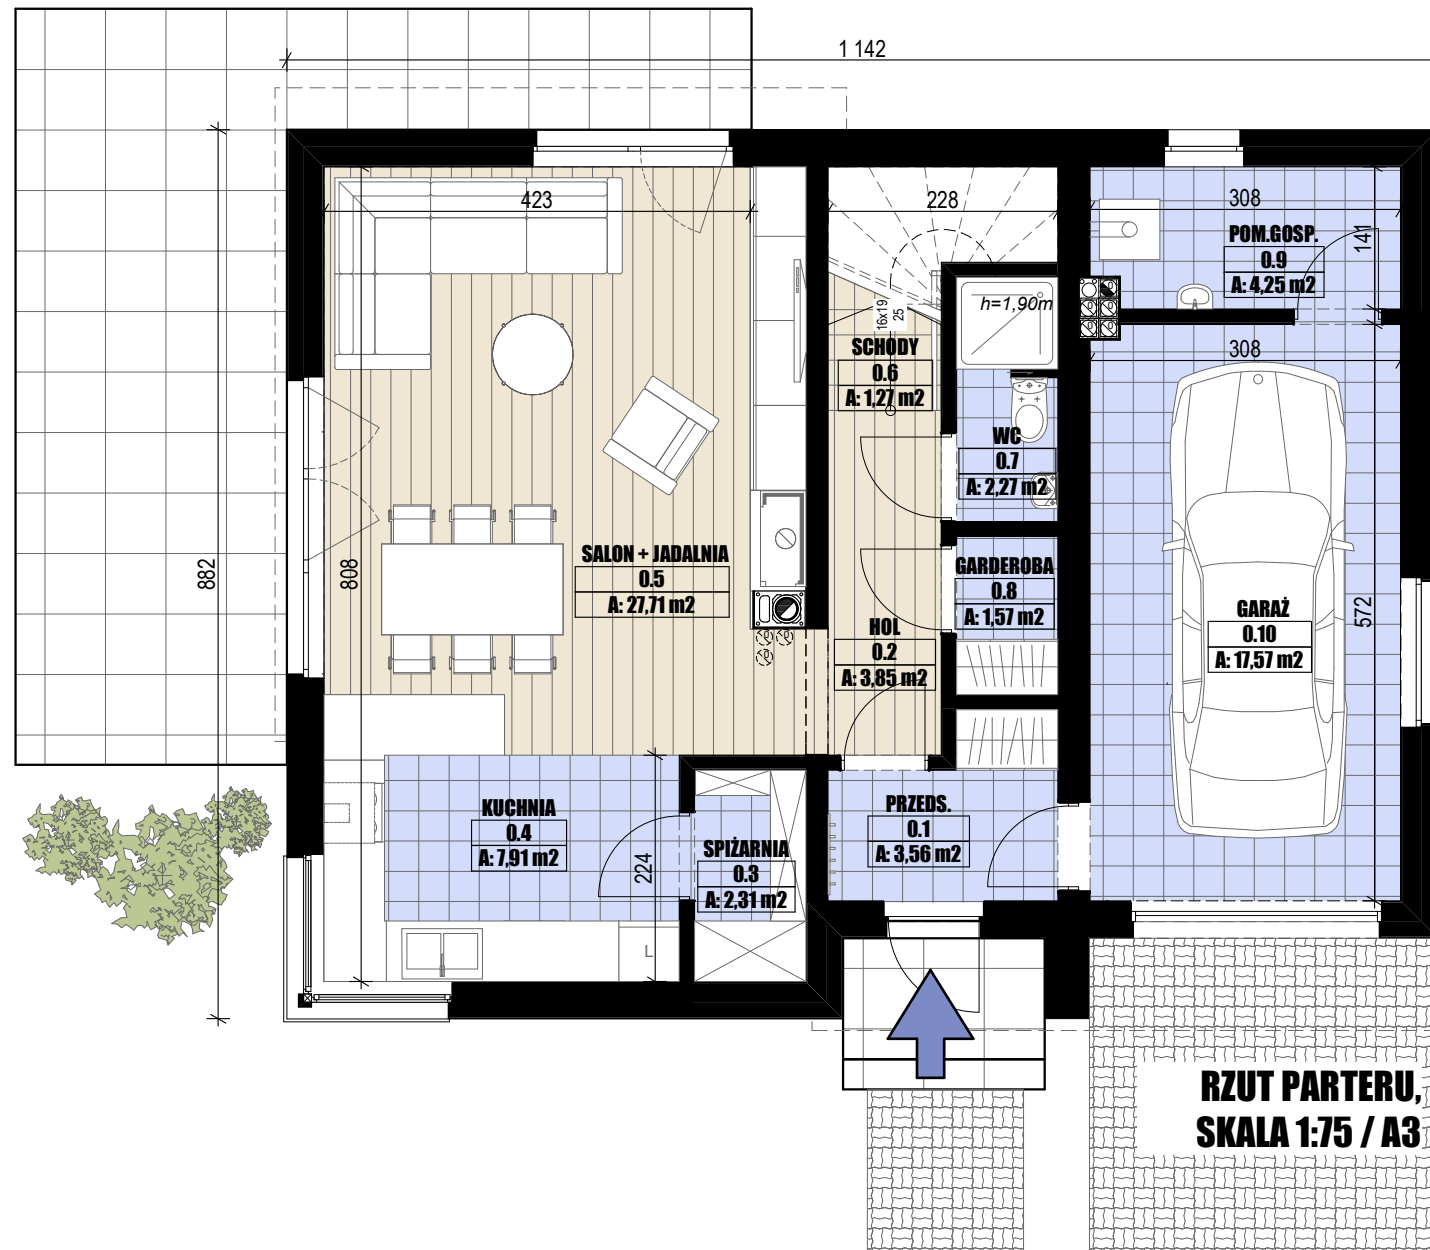 1 142
423
228
308
POM.GOSP.
0.9
A: 4,25 m2
141
h=1,90m
16x19
25
SCHODY
0.6
A: 1,27 m2
308
WC
0.7
A: 2,27 m2
882
808
SALON + JADALNIA
0.5
A: 27,71 m2
GARDEROBA
0.8
A: 1,57 m2
HOL
0.2
A: 3,85 m2
GARAŻ
0.10
A: 17,57 m2
572
KUCHNIA
0.4
A: 7,91 m2
224
SPIŻARNIA
0.3
A: 2,31 m2
PRZEDS.
0.1
A: 3,56 m2
L
RZUT PARTERU,
SKALA 1:75 / A3